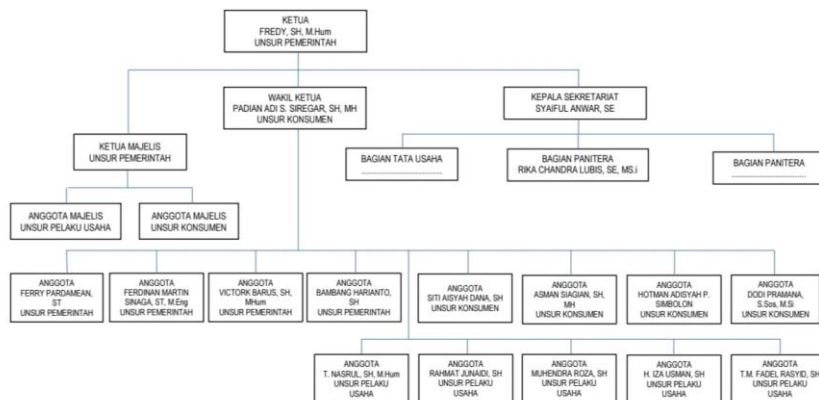 KETUA
FREDY, SH, M.Hum
UNSUR PEMERINTAH
WAKIL KETUA
PADIAN ADI S. SIREGAR, SH, MH
UNSUR KONSUMEN
KEPALA SEKRETARIAT
SYAIFUL ANWAR, SE
KETUA MAJELIS
UNSUR PEMERINTAH
BAGIAN TATA USAHA
....................................
BAGIAN PANITERA
RIKA CHANDRA LUBIS, SE, MS.i
BAGIAN PANITERA
....................................
ANGGOTA MAJELIS
UNSUR PELAKU USAHA
ANGGOTA MAJELIS
UNSUR KONSUMEN
ANGGOTA
FERRY PARDAMEAN,
ST
UNSUR PEMERINTAH
ANGGOTA
FERDINAN MARTIN
SINAGA, ST, M.Eng
UNSUR PEMERINTAH
ANGGOTA
VICTORK BARUS, SH,
MHum
UNSUR PEMERINTAH
ANGGOTA
BAMBANG HARIANTO,
SH
UNSUR PEMERINTAH
ANGGOTA
SITI AISYAH DANA, SH
UNSUR KONSUMEN
ANGGOTA
ASMAN SIAGIAN, SH,
MH
UNSUR KONSUMEN
ANGGOTA
HOTMAN ADISYAH P.
SIMBOLON
UNSUR KONSUMEN
ANGGOTA
DODI PRAMANA,
S.Sos, M.Si
UNSUR KONSUMEN
ANGGOTA
T. NASRUL, SH, M.Hum
UNSUR PELAKU
USAHA
ANGGOTA
RAHMAT JUNAIDI, SH
UNSUR PELAKU
USAHA
ANGGOTA
MUHENDRA ROZA, SH
UNSUR PELAKU
USAHA
ANGGOTA
H. IZA USMAN, SH
UNSUR PELAKU
USAHA
ANGGOTA
T.M. FADEL RASYID, SH
UNSUR PELAKU
USAHA